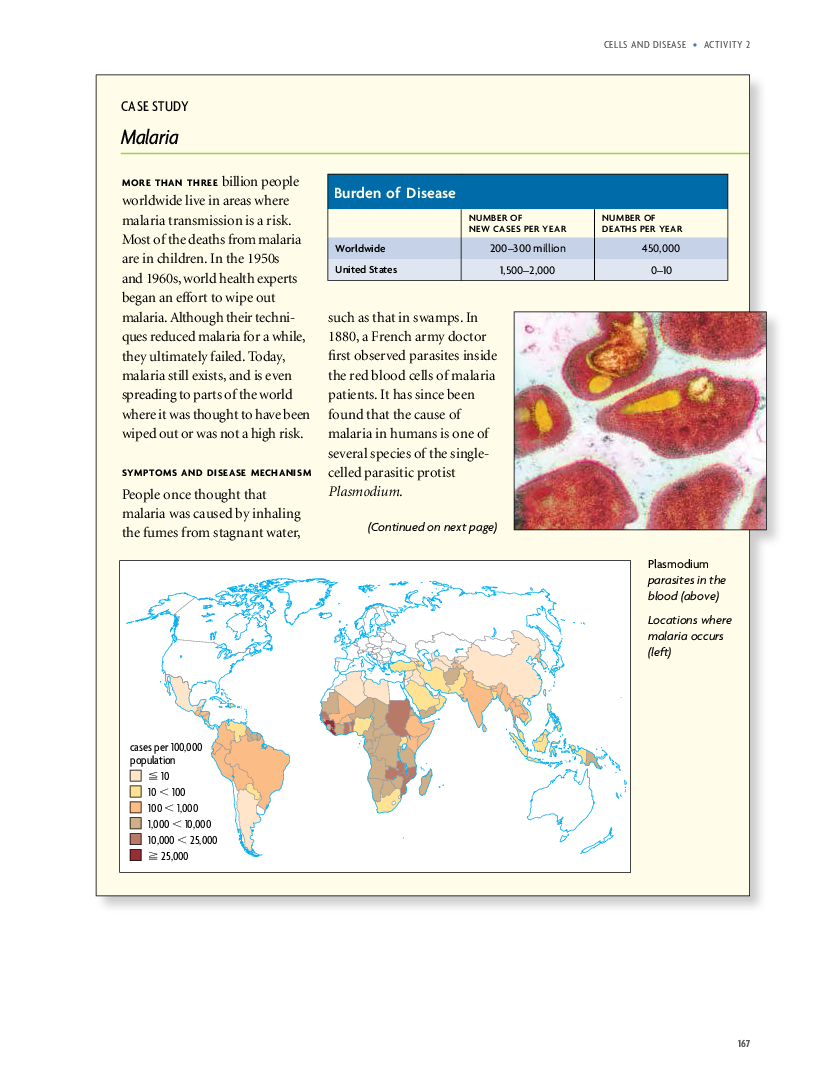 CELLS AND DISEASE • ACTIVITY 2
CASE STUDY
Malaria
MORE THAN THREE billion people
worldwide live in areas where
malaria transmission is a risk.
Most of the deaths from malaria
are in children. In the 1950s
and 1960s, world health experts
began an effort to wipe out
malaria. Although their techni-
ques reduced malaria for a while,
they ultimately failed. Today,
malaria still exists, and is even
spreading to parts of the world
where it was thought to have been
wiped out or was not a high risk.
SYMPTOMS AND DISEASE MECHANISM
People once thought that
malaria was caused by inhaling
the fumes from stagnant water,
Burden of Disease
NUMBER OF
NEW CASES PER YEAR
NUMBER OF
DEATHS PER YEAR
Worldwide 200–300 million 450,000
United States 1,500–2,000 0–10
such as that in swamps. In
1880, a French army doctor
first observed parasites inside
the red blood cells of malaria
patients. It has since been
found that the cause of
malaria in humans is one of
several species of the single-
celled parasitic protist
Plasmodium.
(Continued on next page)
Plasmodium
parasites in the
blood (above)
Locations where
malaria occurs
(left)
cases per 100,000
population
≦ 10
10 < 100
100 < 1,000
1,000 < 10,000
10,000 < 25,000
≧ 25,000
167